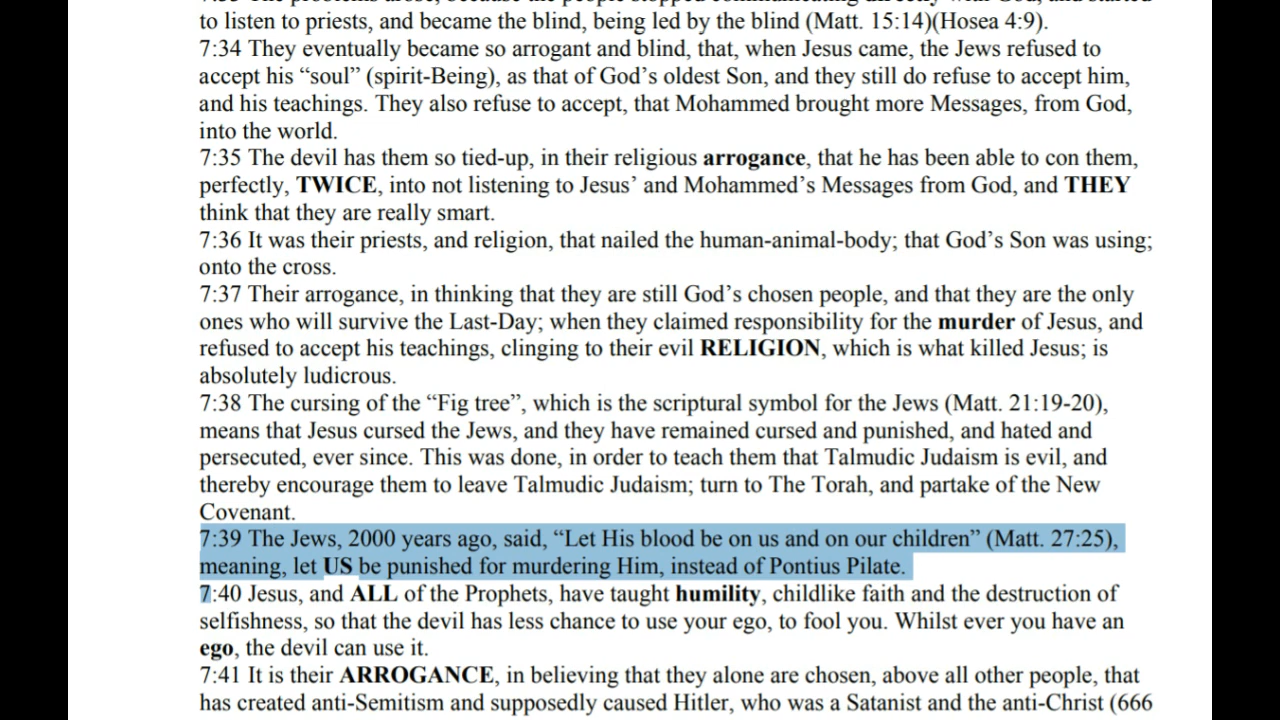 to listen to priests, and became the blind, being led by the blind (Matt. 15:14)(Hosea 4:9).
7:34 They eventually became so arrogant and blind, that, when Jesus came, the Jews refused to
accept his “soul” (spirit-Being), as that of God’s oldest Son, and they still do refuse to accept him,
and his teachings. They also refuse to accept, that Mohammed brought more Messages, from God,
into the world.
7:35 The devil has them so tied-up, in their religious arrogance, that he has been able to con them,
perfectly, TWICE, into not listening to Jesus’ and Mohammed’s Messages from God, and THEY
think that they are really smart.
7:36 It was their priests, and religion, that nailed the human-animal-body; that God’s Son was using;
onto the cross.
7:37 Their arrogance, in thinking that they are still God’s chosen people, and that they are the only
ones who will survive the Last-Day; when they claimed responsibility for the murder of Jesus, and
refused to accept his teachings, clinging to their evil RELIGION, which is what killed Jesus; is
absolutely ludicrous.
7:38 The cursing of the “Fig tree”, which is the scriptural symbol for the Jews (Matt. 21:19-20),
means that Jesus cursed the Jews, and they have remained cursed and punished, and hated and
persecuted, ever since. This was done, in order to teach them that Talmudic Judaism is evil, and
thereby encourage them to leave Talmudic Judaism; turn to The Torah, and partake of the New
Covenant.
7:39 The Jews, 2000 years ago, said, “Let His blood be on us and on our children” (Matt. 27:25),
meaning, let US be punished for murdering Him, instead of Pontius Pilate.
7:40 Jesus, and ALL of the Prophets, have taught humility, childlike faith and the destruction of
selfishness, so that the devil has less chance to use your ego, to fool you. Whilst ever you have an
ego, the devil can use it.
7:41 It is their ARROGANCE, in believing that they alone are chosen, above all other people, that
has created anti-Semitism and supposedly caused Hitler, who was a Satanist and the anti-Christ (666